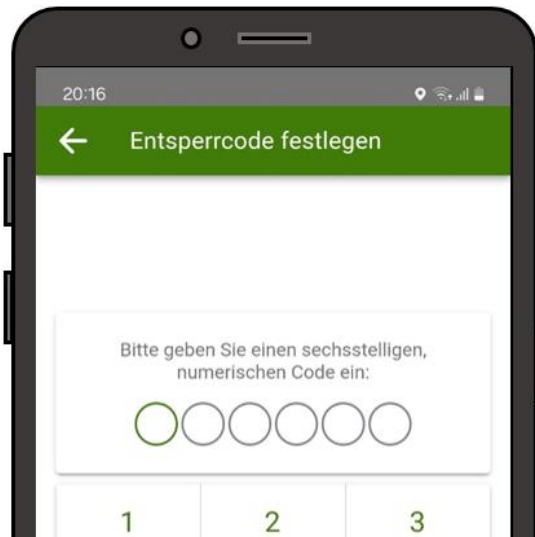 20:16
Entsperrcode festlegen
Bitte geben Sie einen sechsstelligen,
numerischen Code ein:
1 2 3